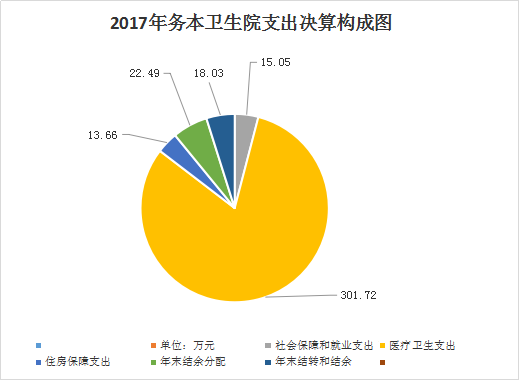 2017年务本卫生院支出决算构成图
15.05
18.03
22.49
13.66
301.72
单位：万元
社会保障和就业支出
医疗卫生支出
住房保障支出
年末结余分配
年末结转和结余